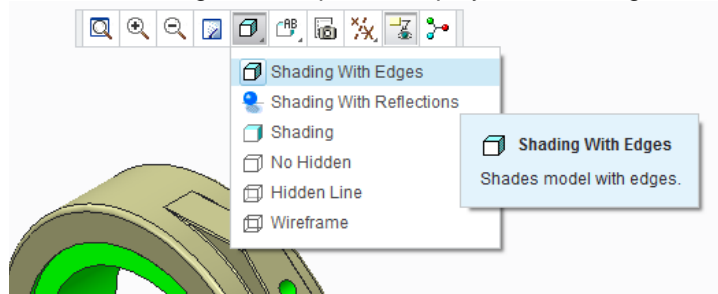 AB
Shading With Edges
Shading With Reflections
Shading
No Hidden
Hidden Line
Wireframe
Shading With Edges
Shades model with edges.